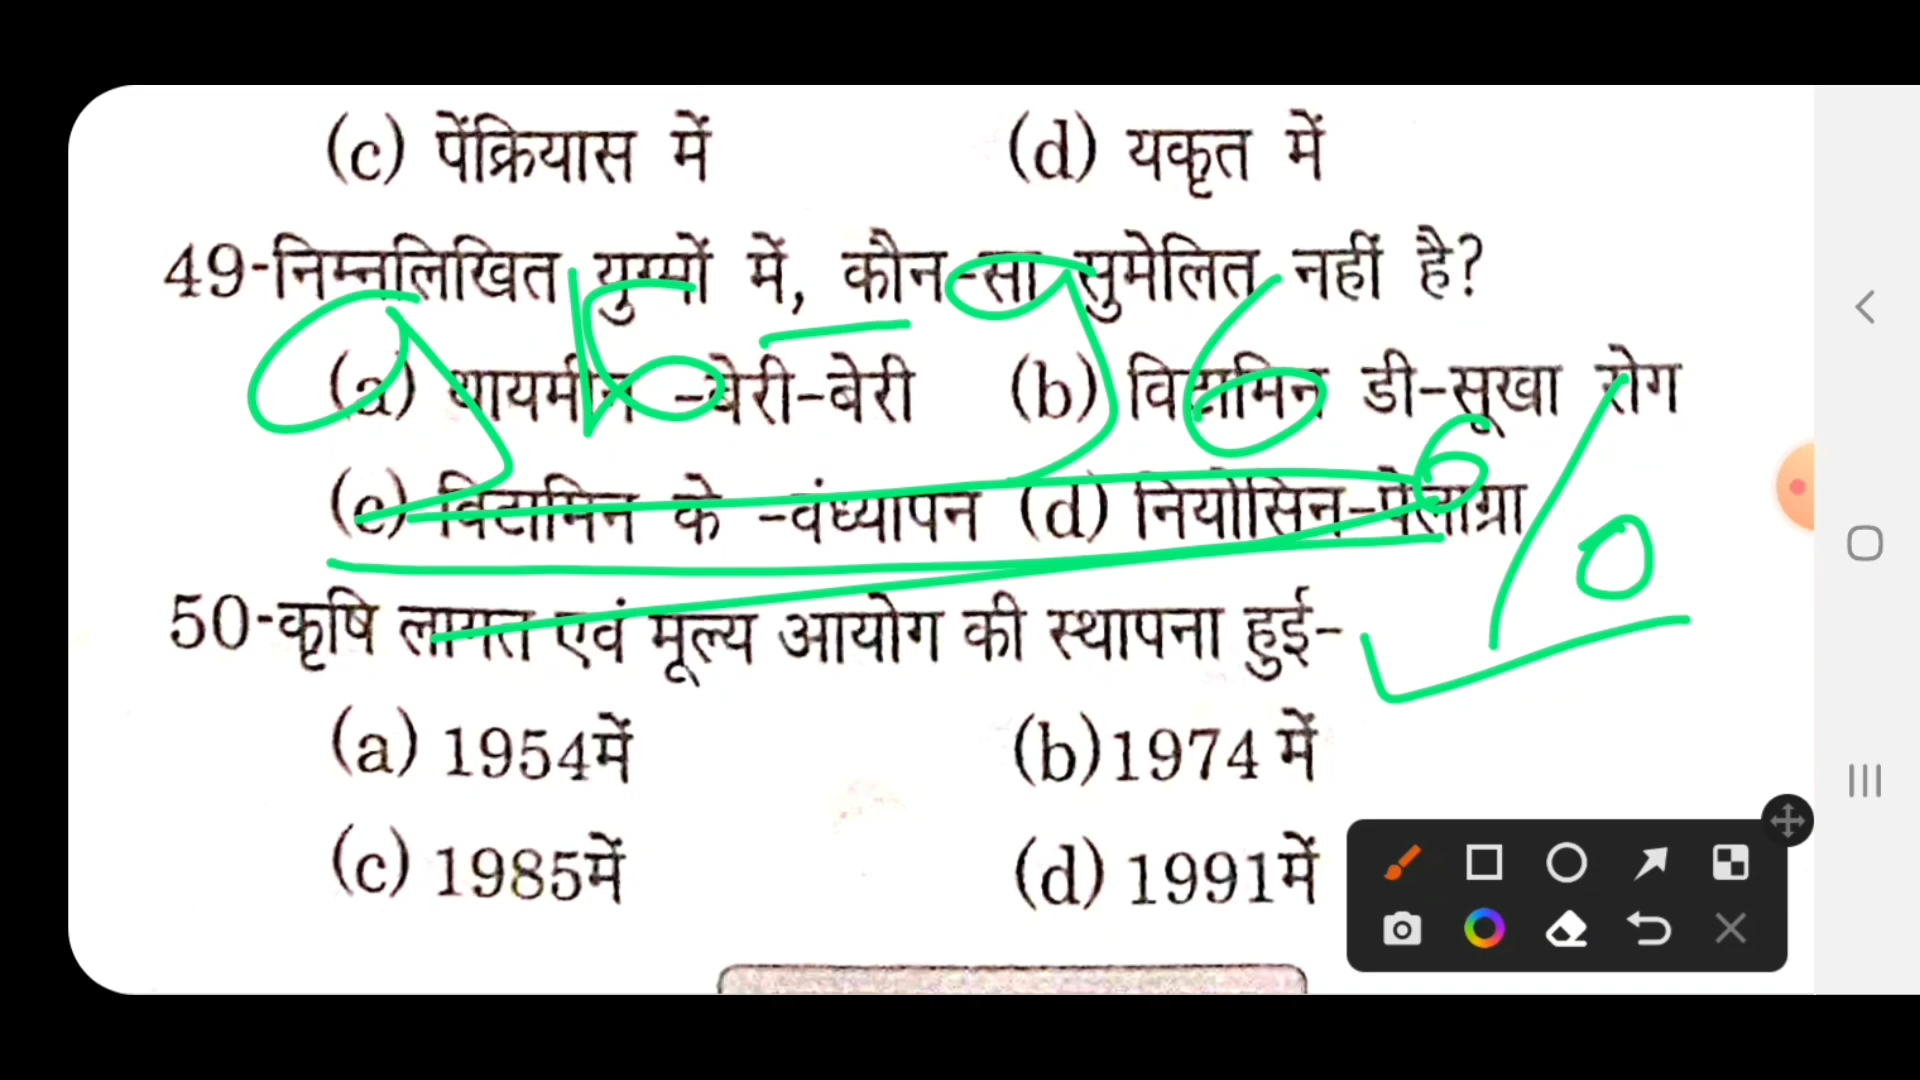 (c) पेंक्रियास में (d) यकृत में
49-निम्नलिखित युग्मों में, कौन-सा सुमेलित नहीं है?
(a) थायमीन -बेरी-बेरी (b) विटामिन डी-सूखा रोग
(c) विटामिन के -वंध्यापन (d) नियोसिन-पेलाग्रा
50-कृषि लागत एवं मूल्य आयोग की स्थापना हुई-
(a) 1954में (b)1974 में
(c) 1985में (d) 1991में